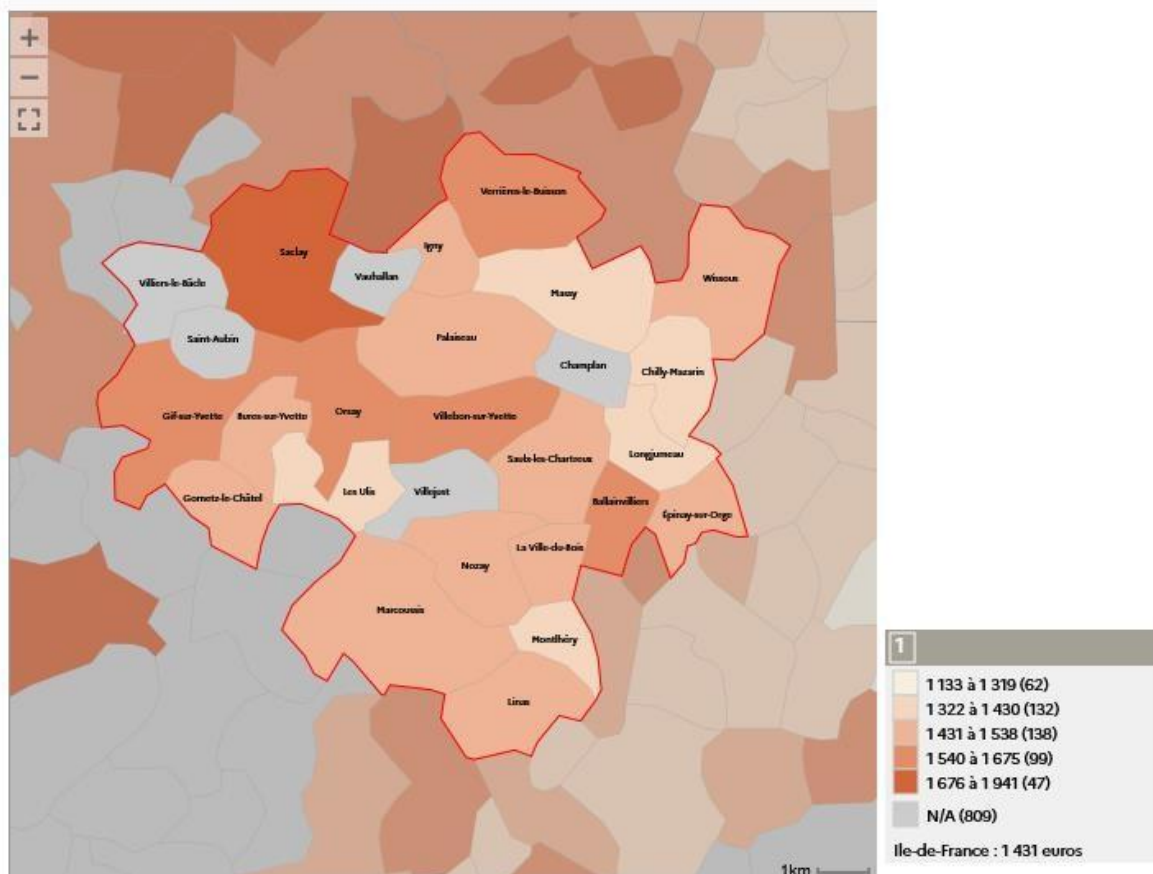 +
−
Verrières-le-Buisson
Igny
Saclay
Vauhallan
Wissous
Villiers-le-Bâcle
Massy
Saint-Aubin
Palaiseau
Champlan
Chilly-Mazarin
Gif-sur-Yvette
Bures-sur-Yvette
Orsay
Villebon-sur-Yvette
Saulx-les-Chartreux
Longjumeau
Gometz-le-Châtel
Les Ulis
Villejust
Ballainvilliers
Épinay-sur-Orge
La Ville-du-Bois
Nozay
Marcoussis
Montlhéry
Linas
1km
1
1 133 à 1 319 (62)
1 322 à 1 430 (132)
1 431 à 1 538 (138)
1 540 à 1 675 (99)
1 676 à 1 941 (47)
N/A (809)
Ile-de-France : 1 431 euros